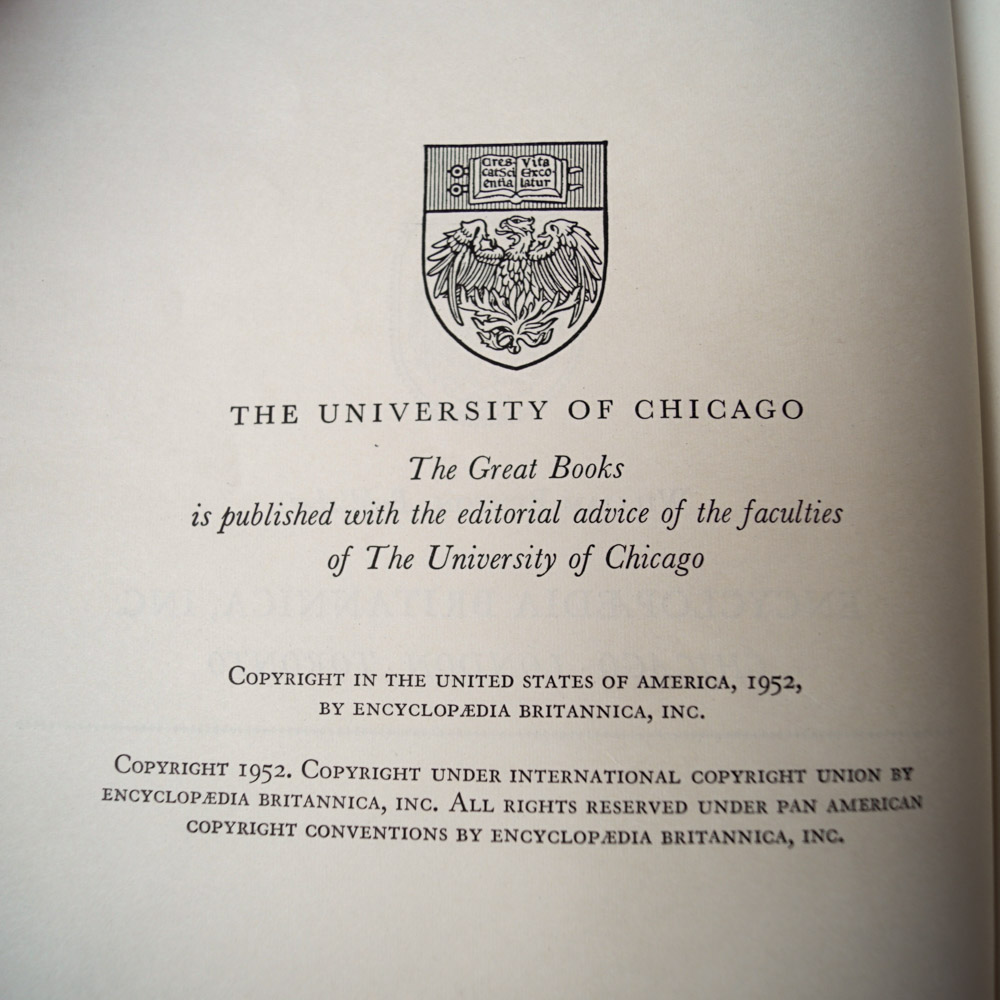 Cres- Vita
cat Sci Exco-
entia latur
THE UNIVERSITY OF CHICAGO
The Great Books
is published with the editorial advice of the faculties
of The University of Chicago
COPYRIGHT IN THE UNITED STATES OF AMERICA, 1952,
BY ENCYCLOPÆDIA BRITANNICA, INC.
COPYRIGHT 1952. COPYRIGHT UNDER INTERNATIONAL COPYRIGHT UNION BY
ENCYCLOPÆDIA BRITANNICA, INC. ALL RIGHTS RESERVED UNDER PAN AMERICAN
COPYRIGHT CONVENTIONS BY ENCYCLOPÆDIA BRITANNICA, INC.